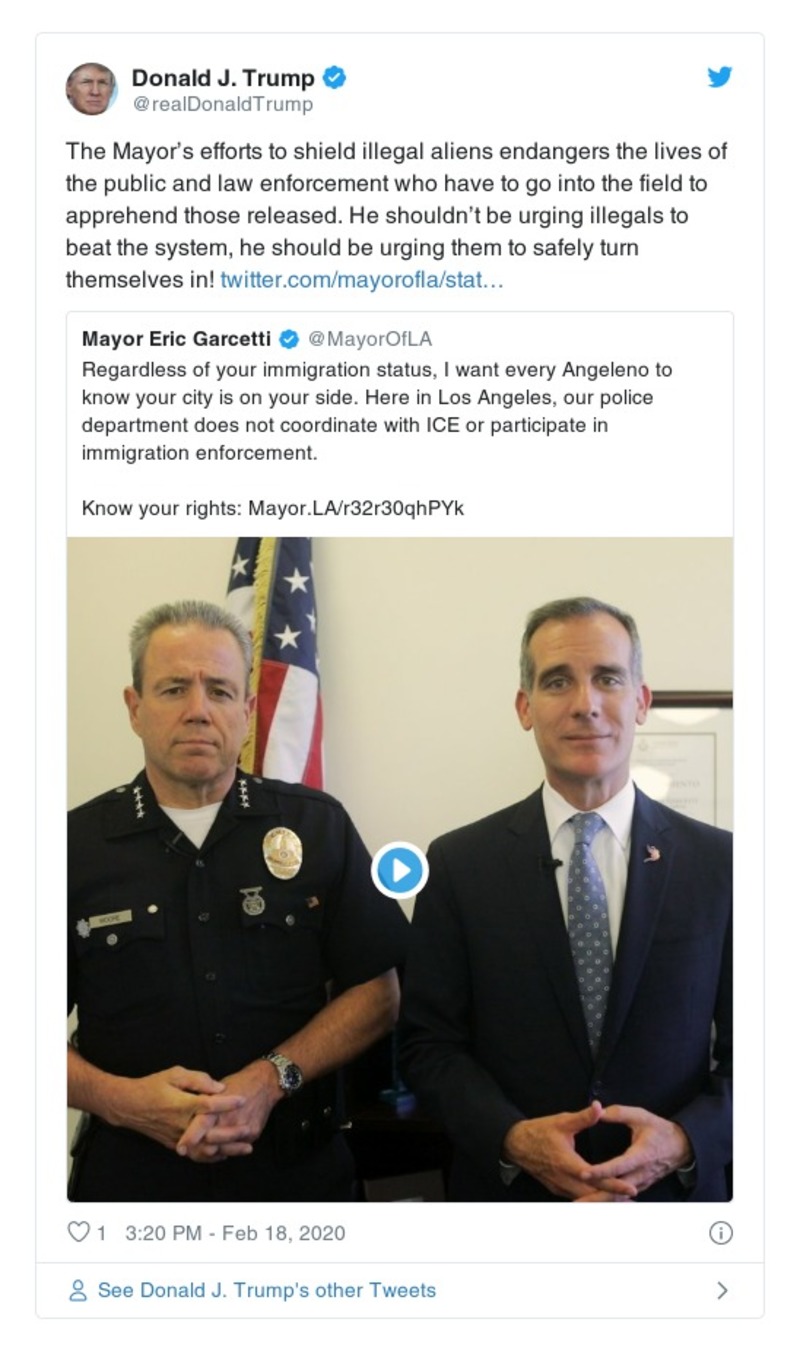 Donald J. Trump
@realDonaldTrump
The Mayor’s efforts to shield illegal aliens endangers the lives of
the public and law enforcement who have to go into the field to
apprehend those released. He shouldn’t be urging illegals to
beat the system, he should be urging them to safely turn
themselves in! twitter.com/mayorofla/stat…
Mayor Eric Garcetti @MayorOfLA
Regardless of your immigration status, I want every Angeleno to
know your city is on your side. Here in Los Angeles, our police
department does not coordinate with ICE or participate in
immigration enforcement.
Know your rights: Mayor.LA/r32r30qhPYk
MOORE
1 3:20 PM - Feb 18, 2020
See Donald J. Trump's other Tweets